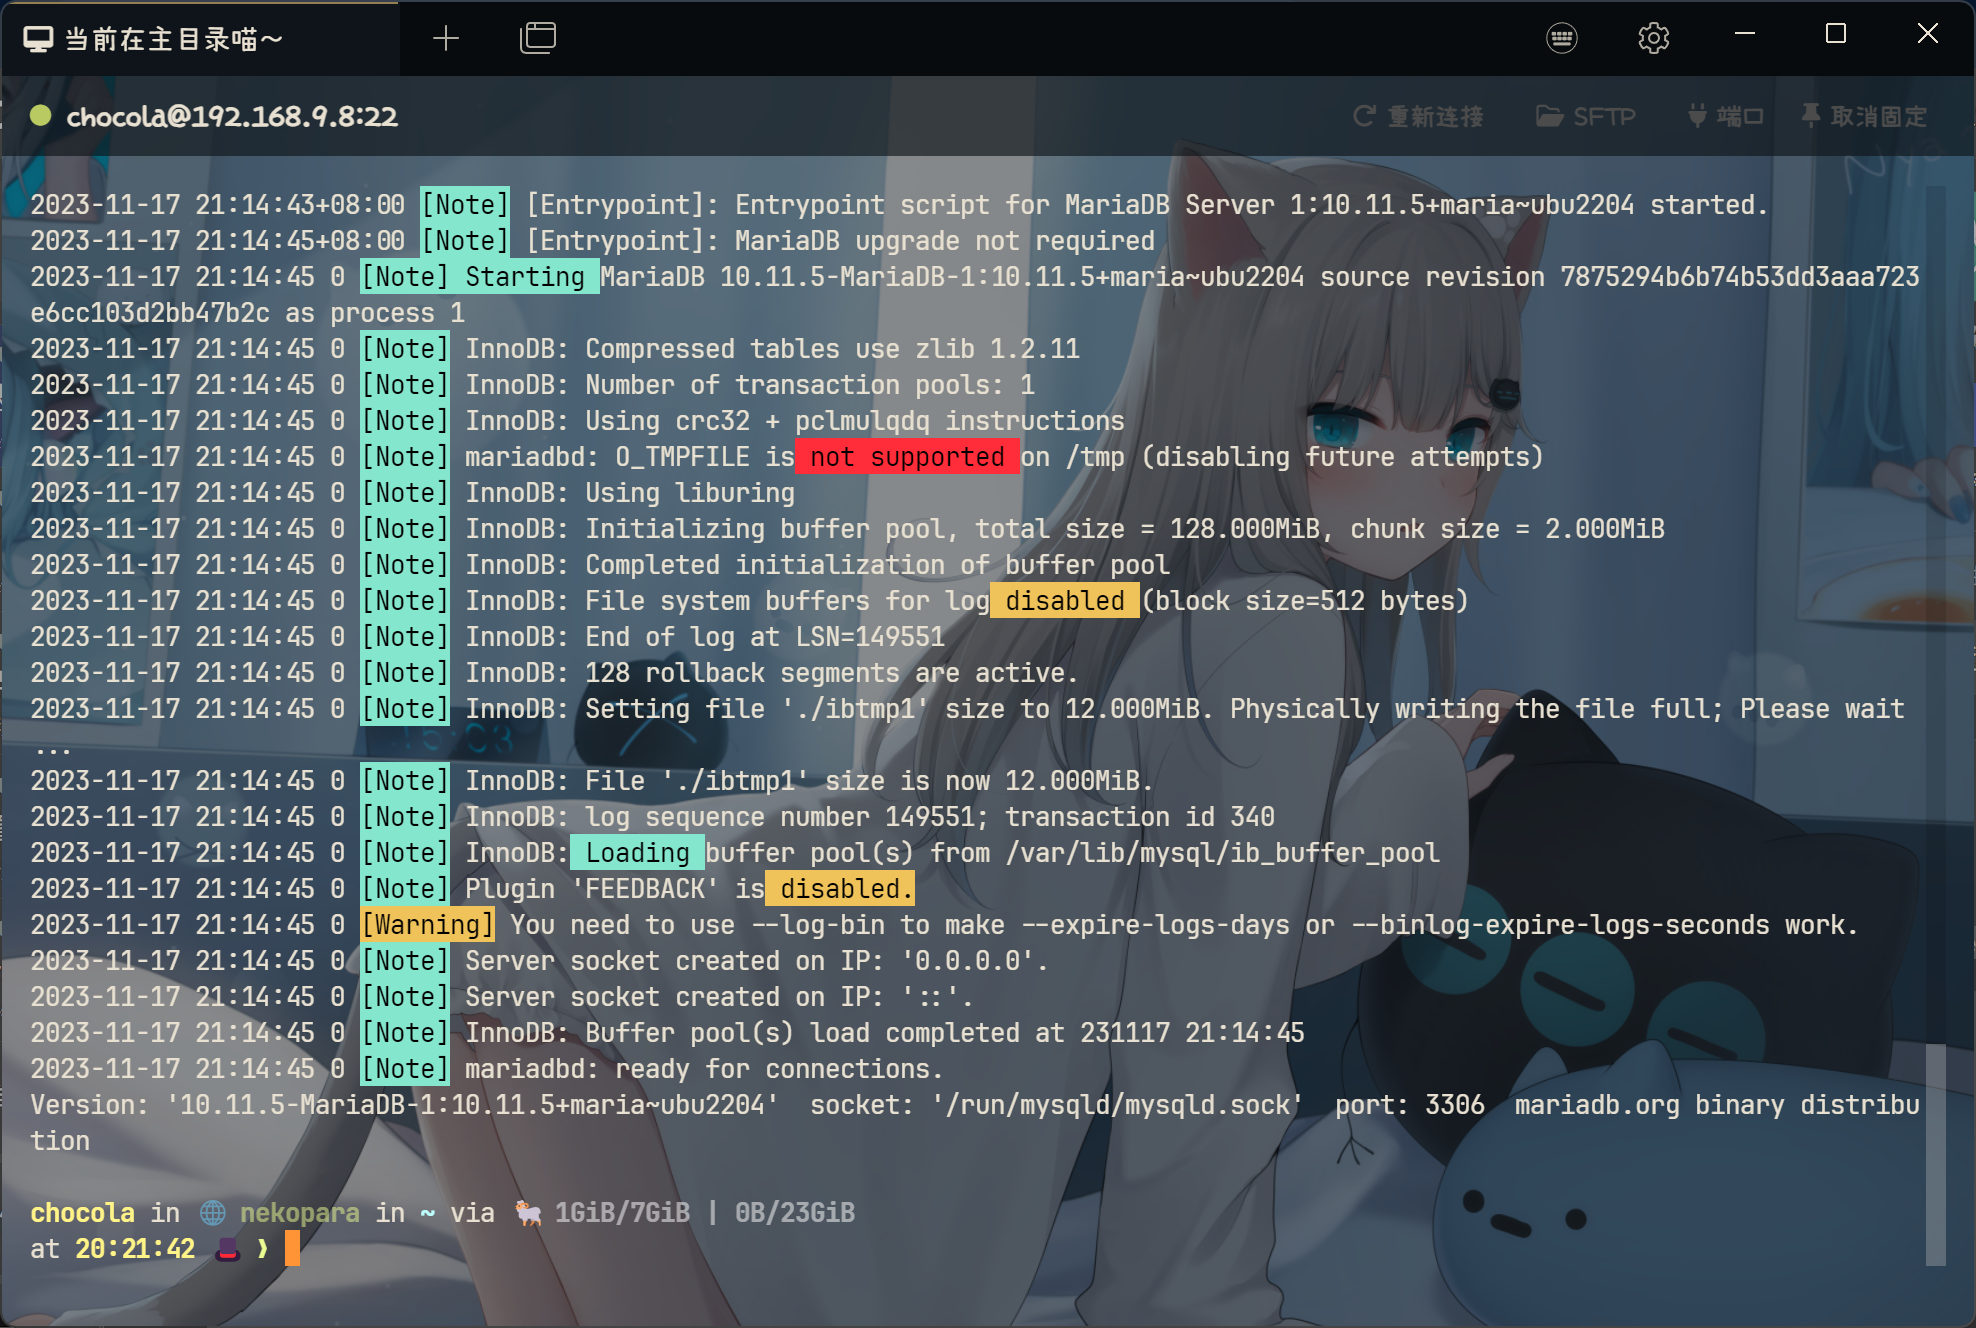 当前在主目录喵～
chocola@192.168.9.8:22
重新连接 SFTP 端口 取消固定
Nya
2023-11-17 21:14:43+08:00 [Note] [Entrypoint]: Entrypoint script for MariaDB Server 1:10.11.5+maria~ubu2204 started.
2023-11-17 21:14:45+08:00 [Note] [Entrypoint]: MariaDB upgrade not required
2023-11-17 21:14:45 0 [Note] Starting MariaDB 10.11.5-MariaDB-1:10.11.5+maria~ubu2204 source revision 7875294b6b74b53dd3aaa723
e6cc103d2bb47b2c as process 1
2023-11-17 21:14:45 0 [Note] InnoDB: Compressed tables use zlib 1.2.11
2023-11-17 21:14:45 0 [Note] InnoDB: Number of transaction pools: 1
2023-11-17 21:14:45 0 [Note] InnoDB: Using crc32 + pclmulqdq instructions
2023-11-17 21:14:45 0 [Note] mariadbd: O_TMPFILE is not supported on /tmp (disabling future attempts)
2023-11-17 21:14:45 0 [Note] InnoDB: Using liburing
2023-11-17 21:14:45 0 [Note] InnoDB: Initializing buffer pool, total size = 128.000MiB, chunk size = 2.000MiB
2023-11-17 21:14:45 0 [Note] InnoDB: Completed initialization of buffer pool
2023-11-17 21:14:45 0 [Note] InnoDB: File system buffers for log disabled (block size=512 bytes)
2023-11-17 21:14:45 0 [Note] InnoDB: End of log at LSN=149551
2023-11-17 21:14:45 0 [Note] InnoDB: 128 rollback segments are active.
2023-11-17 21:14:45 0 [Note] InnoDB: Setting file './ibtmp1' size to 12.000MiB. Physically writing the file full; Please wait
...
2023-11-17 21:14:45 0 [Note] InnoDB: File './ibtmp1' size is now 12.000MiB.
2023-11-17 21:14:45 0 [Note] InnoDB: log sequence number 149551; transaction id 340
2023-11-17 21:14:45 0 [Note] InnoDB: Loading buffer pool(s) from /var/lib/mysql/ib_buffer_pool
2023-11-17 21:14:45 0 [Note] Plugin 'FEEDBACK' is disabled.
2023-11-17 21:14:45 0 [Warning] You need to use --log-bin to make --expire-logs-days or --binlog-expire-logs-seconds work.
2023-11-17 21:14:45 0 [Note] Server socket created on IP: '0.0.0.0'.
2023-11-17 21:14:45 0 [Note] Server socket created on IP: '::'.
2023-11-17 21:14:45 0 [Note] InnoDB: Buffer pool(s) load completed at 231117 21:14:45
2023-11-17 21:14:45 0 [Note] mariadbd: ready for connections.
Version: '10.11.5-MariaDB-1:10.11.5+maria~ubu2204'  socket: '/run/mysqld/mysqld.sock'  port: 3306  mariadb.org binary distribu
tion
chocola in 🌐 nekopara in ~ via 🐏 1GiB/7GiB | 0B/23GiB
at 20:21:42 🎩 ❯